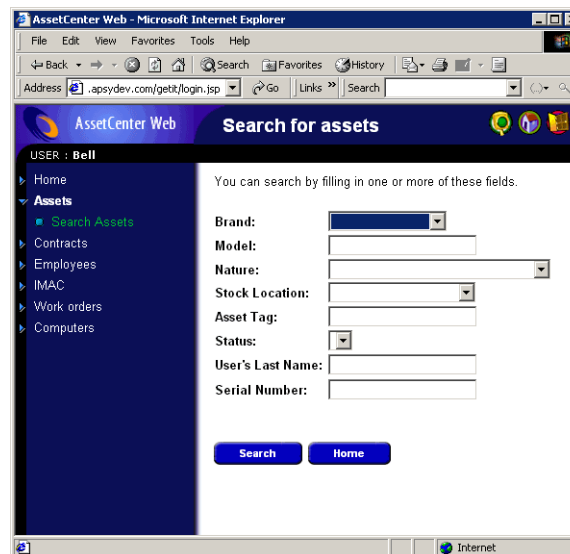 AssetCenter Web - Microsoft Internet Explorer
File Edit View Favorites Tools Help
Back Search Favorites History
Address .apsydev.com/getit/login.jsp Go Links » Search
AssetCenter Web Search for assets
USER : Bell
Home
Assets
Search Assets
Contracts
Employees
IMAC
Work orders
Computers
You can search by filling in one or more of these fields.
Brand:
Model:
Nature:
Stock Location:
Asset Tag:
Status:
User's Last Name:
Serial Number:
Search Home
Internet